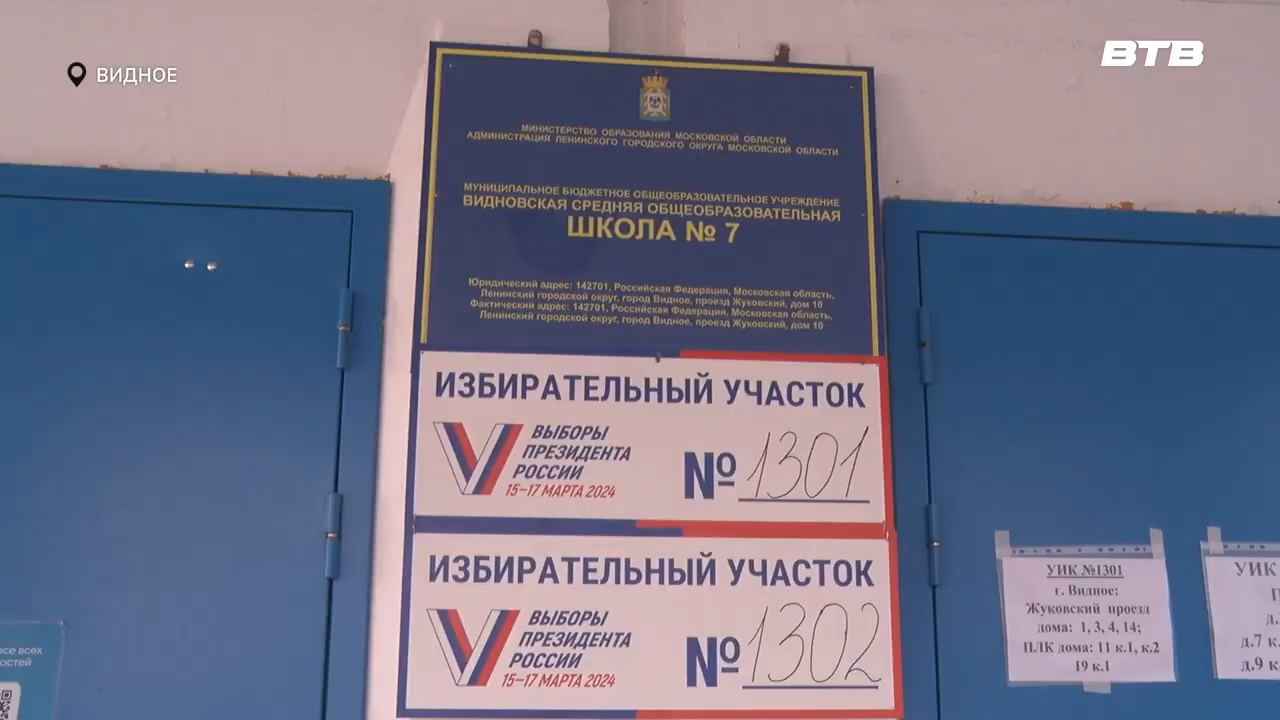 ВИДНОЕ
ВТВ
МИНИСТЕРСТВО ОБРАЗОВАНИЯ МОСКОВСКОЙ ОБЛАСТИ
АДМИНИСТРАЦИЯ ЛЕНИНСКОГО ГОРОДСКОГО ОКРУГА МОСКОВСКОЙ ОБЛАСТИ
МУНИЦИПАЛЬНОЕ БЮДЖЕТНОЕ ОБЩЕОБРАЗОВАТЕЛЬНОЕ УЧРЕЖДЕНИЕ
ВИДНОВСКАЯ СРЕДНЯЯ ОБЩЕОБРАЗОВАТЕЛЬНАЯ
ШКОЛА № 7
Юридический адрес: 142701, Российская Федерация, Московская область,
Ленинский городской округ, город Видное, проезд Жуковский, дом 10
Фактический адрес: 142701, Российская Федерация, Московская область,
Ленинский городской округ, город Видное, проезд Жуковский, дом 10
ИЗБИРАТЕЛЬНЫЙ УЧАСТОК
ВЫБОРЫ
ПРЕЗИДЕНТА
РОССИИ
15–17 МАРТА 2024
№ 1301
ИЗБИРАТЕЛЬНЫЙ УЧАСТОК
ВЫБОРЫ
ПРЕЗИДЕНТА
РОССИИ
15–17 МАРТА 2024
№ 1302
УИК №1301
г. Видное:
Жуковский проезд
дома: 1, 3, 4, 14;
ПЛК дома: 11 к.1, к.2
19 к.1
УИК
д.7 к.
д.9 к.
всех